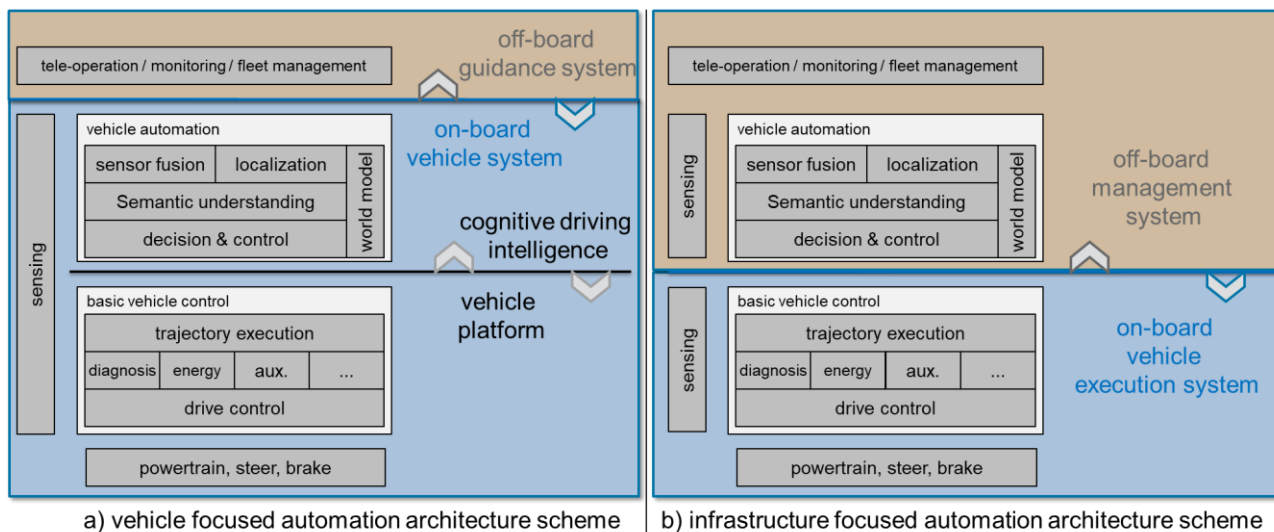 tele-operation / monitoring / fleet management
off-board
guidance system
sensing
vehicle automation
sensor fusion
localization
Semantic understanding
decision & control
world model
on-board
vehicle system
cognitive driving
intelligence
vehicle
platform
basic vehicle control
trajectory execution
diagnosis
energy
aux.
...
drive control
powertrain, steer, brake
a) vehicle focused automation architecture scheme
tele-operation / monitoring / fleet management
sensing
vehicle automation
sensor fusion
localization
Semantic understanding
decision & control
world model
off-board
management
system
sensing
basic vehicle control
trajectory execution
diagnosis
energy
aux.
...
drive control
on-board
vehicle
execution system
powertrain, steer, brake
b) infrastructure focused automation architecture scheme